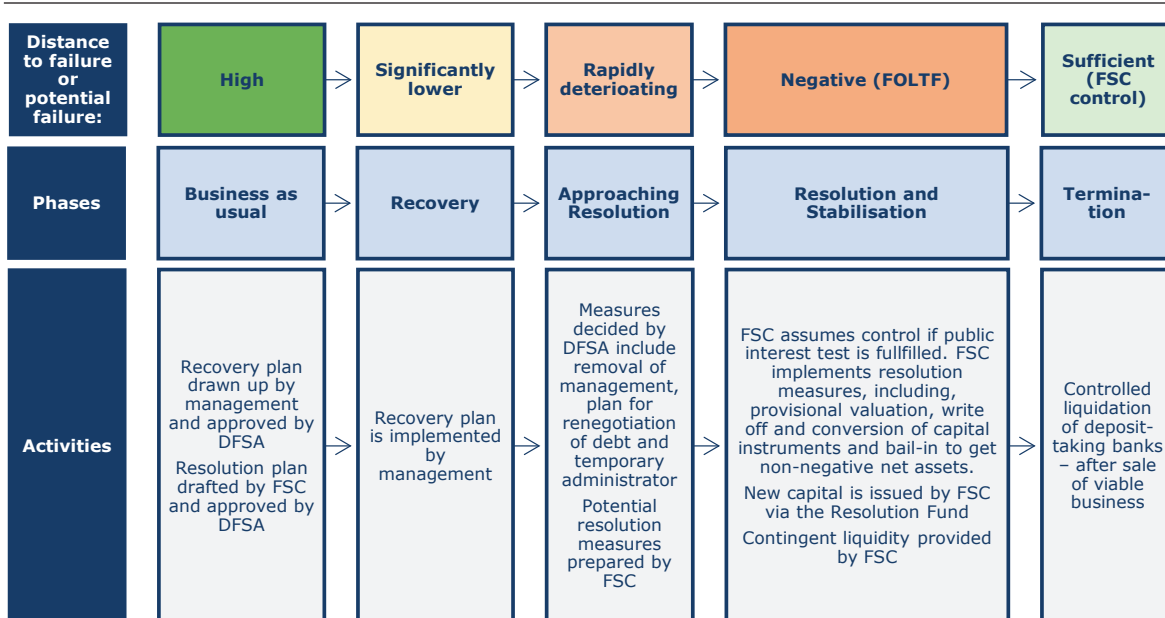 Distance
to failure
or
potential
failure:
High
Significantly
lower
Rapidly
deterioating
Negative (FOLTF)
Sufficient
(FSC
control)
Phases
Business as
usual
Recovery
Approaching
Resolution
Resolution and
Stabilisation
Termina-
tion
Activities
Recovery plan
drawn up by
management
and approved by
DFSA
Resolution plan
drafted by FSC
and approved by
DFSA
Recovery plan
is implemented
by
management
Measures
decided by
DFSA include
removal of
management,
plan for
renegotiation
of debt and
temporary
administrator
Potential
resolution
measures
prepared by
FSC
FSC assumes control if public
interest test is fullfilled. FSC
implements resolution
measures, including,
provisional valuation, write
off and conversion of capital
instruments and bail-in to get
non-negative net assets.
New capital is issued by FSC
via the Resolution Fund
Contingent liquidity provided
by FSC
Controlled
liquidation
of deposit-
taking banks
– after sale
of viable
business